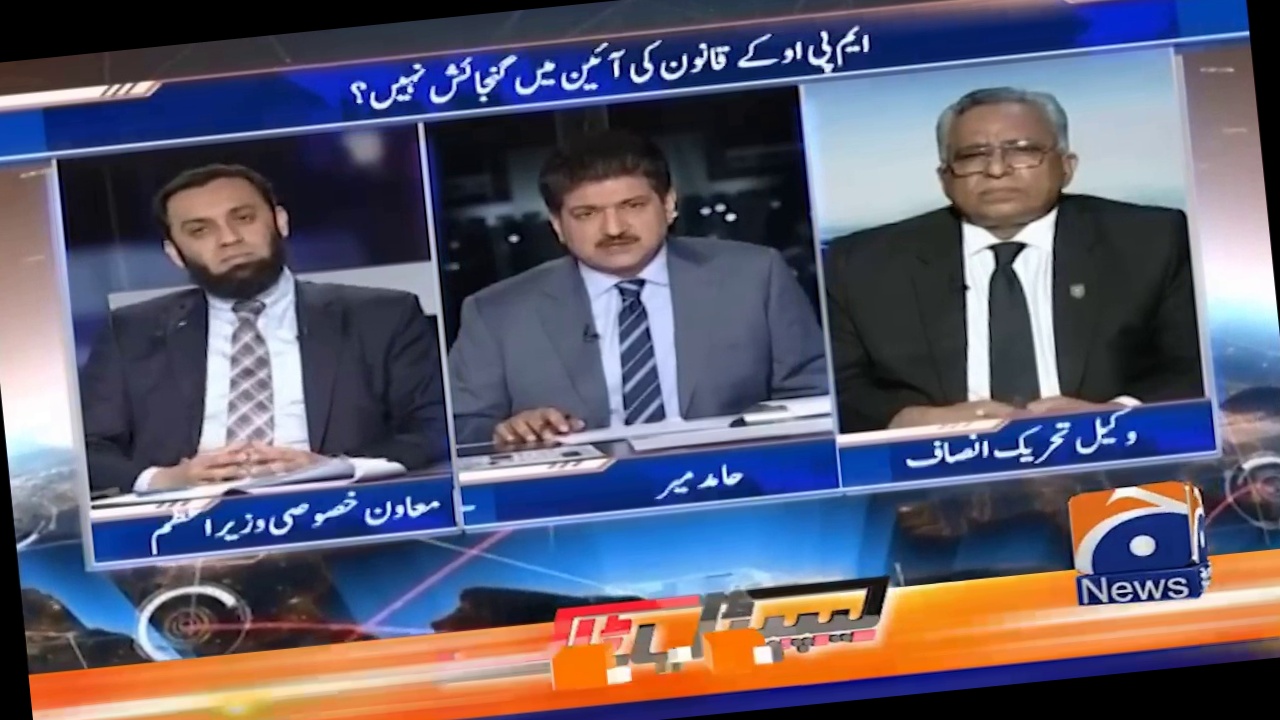 ایم پی او کے قانون کی آئین میں گنجائش نہیں؟
وکیل تحریک انصاف
حامد میر
معاون خصوصی وزیراعظم
News